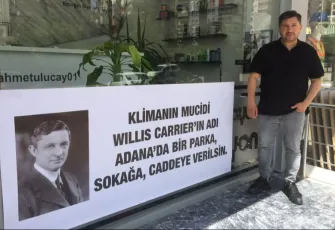 ahmetulucay01
KLİMANIN MUCİDİ
WILLIS CARRIER'IN ADI
ADANA'DA BİR PARKA,
SOKAĞA, CADDEYE VERİLSİN.